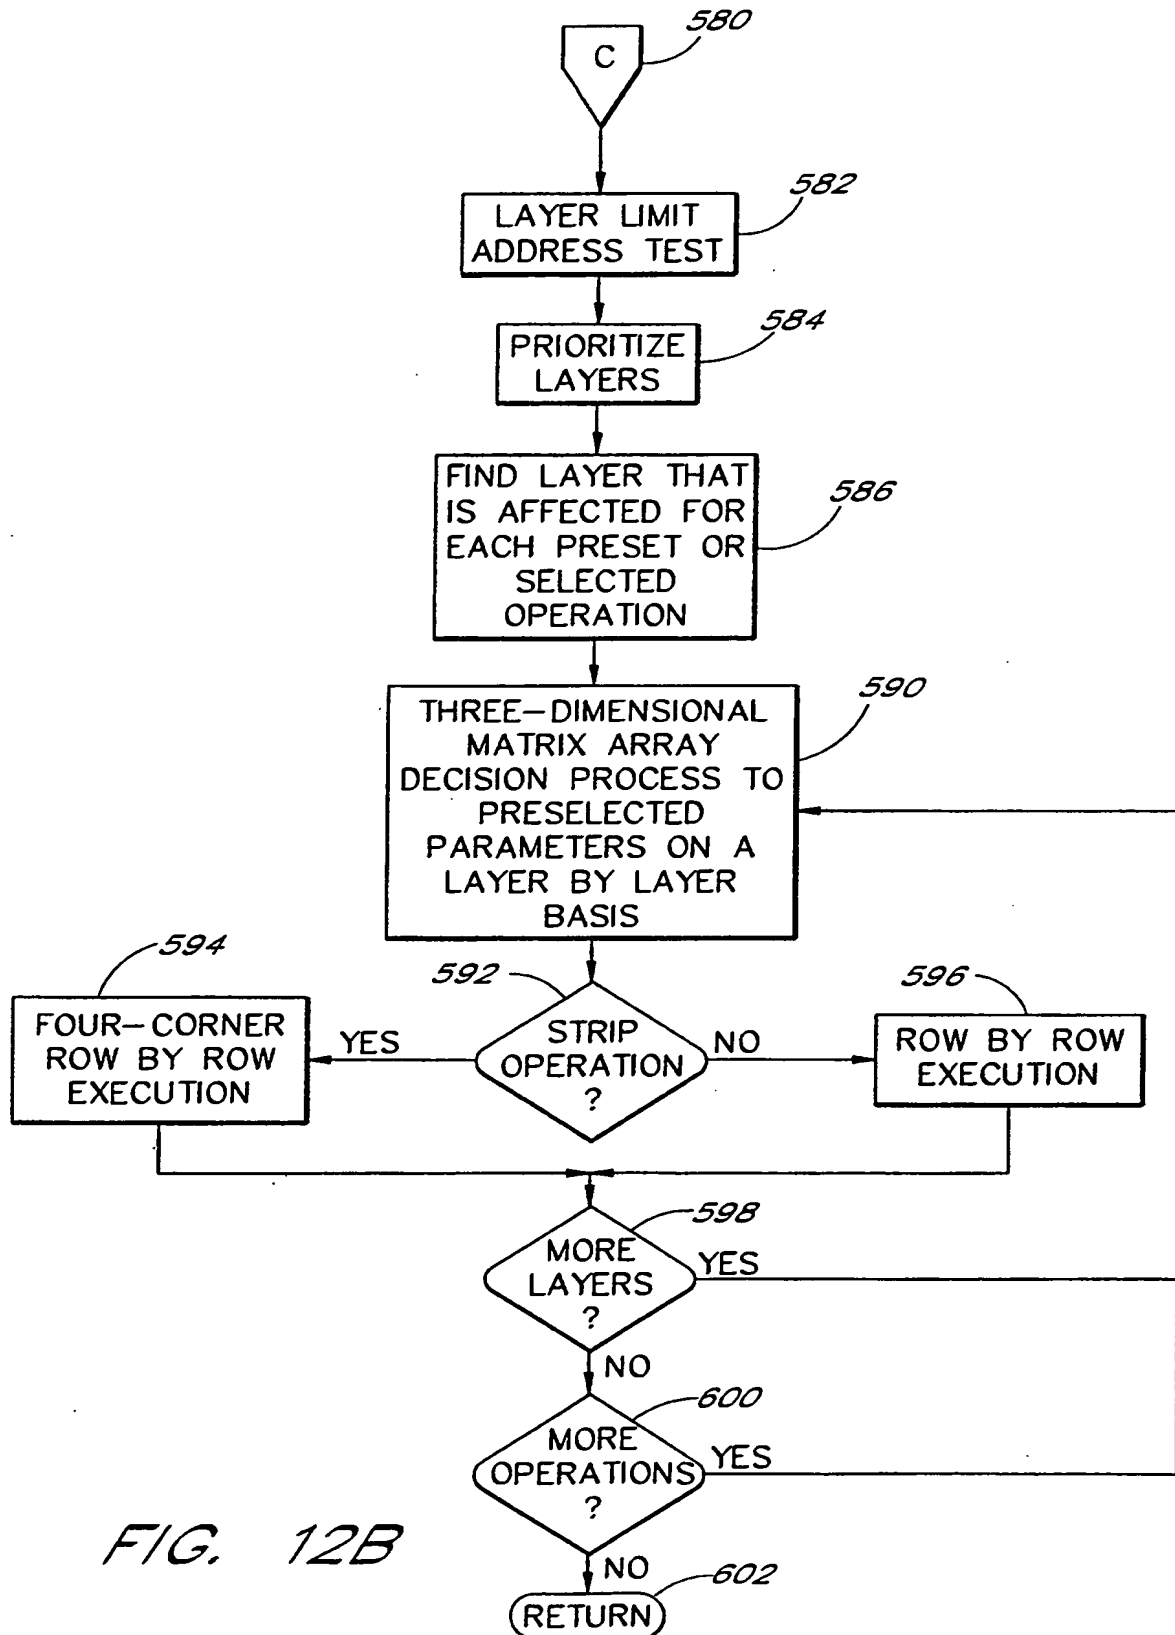 580
C
582
LAYER LIMIT
ADDRESS TEST
584
PRIORITIZE
LAYERS
586
FIND LAYER THAT
IS AFFECTED FOR
EACH PRESET OR
SELECTED
OPERATION
590
THREE-DIMENSIONAL
MATRIX ARRAY
DECISION PROCESS TO
PRESELECTED
PARAMETERS ON A
LAYER BY LAYER
BASIS
594
592
596
FOUR-CORNER
ROW BY ROW
EXECUTION
YES
STRIP
OPERATION
?
NO
ROW BY ROW
EXECUTION
598
MORE
LAYERS
?
YES
NO
600
MORE
OPERATIONS
?
YES
FIG. 12B
NO
602
RETURN